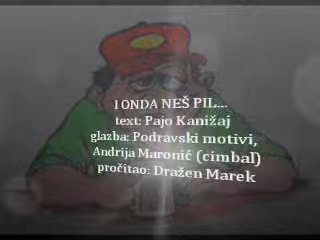 I ONDA NEŠ PIL...
text: Pajo Kanižaj
glazba: Podravski motivi,
Andrija Maronić (cimbal)
pročitao: Dražen Marek